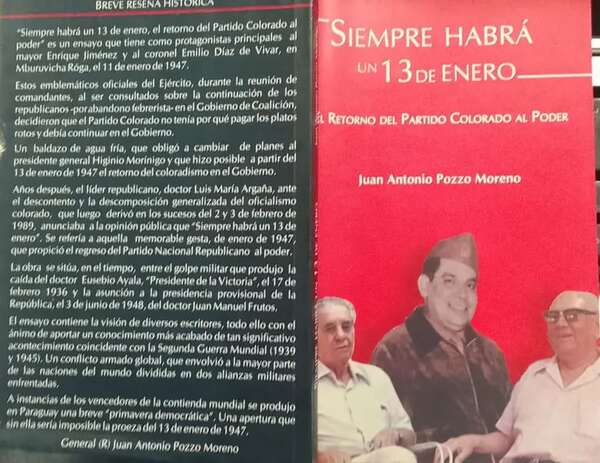 BREVE RESEÑA HISTÓRICA
"Siempre habrá un 13 de enero, el retorno del Partido Colorado al
poder" es un ensayo que tiene como protagonistas principales al
mayor Enrique Jiménez y al coronel Emilio Díaz de Vivar, en
Mburuvicha Róga, el 11 de enero de 1947.
Estos emblemáticos oficiales del Ejército, durante la reunión de
comandantes, al ser consultados sobre la continuación de los
republicanos -porabandono febrerista- en el Gobierno de Coalición,
decidieron que el Partido Colorado no tenía por qué pagar los platos
rotos y debía continuar en el Gobierno.
Un baldazo de agua fría, que obligó a cambiar de planes al
presidente general Higinio Morínigo y que hizo posible a partir del
13 de enero de 1947 el retorno del coloradismo en el Gobierno.
Años después, el líder republicano, doctor Luis María Argaña, ante
el descontento y la descomposición generalizada del oficialismo
colorado, que luego derivó en los sucesos del 2 y 3 de febrero de
1989, anunciaba a la opinión pública que "Siempre habrá un 13 de
enero". Se refería a aquella memorable gesta, de enero de 1947,
que propició el regreso del Partido Nacional Republicano al poder.
La obra se sitúa, en el tiempo, entre el golpe militar que produjo la
caída del doctor Eusebio Ayala, "Presidente de la Victoria", el 17 de
febrero de 1936 y la asunción a la presidencia provisional de la
República, el 3 de junio de 1948, del doctor Juan Manuel Frutos.
El ensayo contiene la visión de diversos escritores, todo ello con el
ánimo de aportar un conocimiento más acabado de tan significativo
acontecimiento coincidente con la Segunda Guerra Mundial (1939
y 1945). Un conflicto armado global, que envolvió a la mayor parte
de las naciones del mundo divididas en dos alianzas militares
enfrentadas.
A instancias de los vencedores de la contienda mundial se produjo
en Paraguay una breve "primavera democrática". Una apertura que
sin ella sería imposible la proeza del 13 de enero de 1947.
General (R) Juan Antonio Pozzo Moreno
SIEMPRE HABRÁ
UN 13 DE ENERO
EL RETORNO DEL PARTIDO COLORADO AL PODER
Juan Antonio Pozzo Moreno